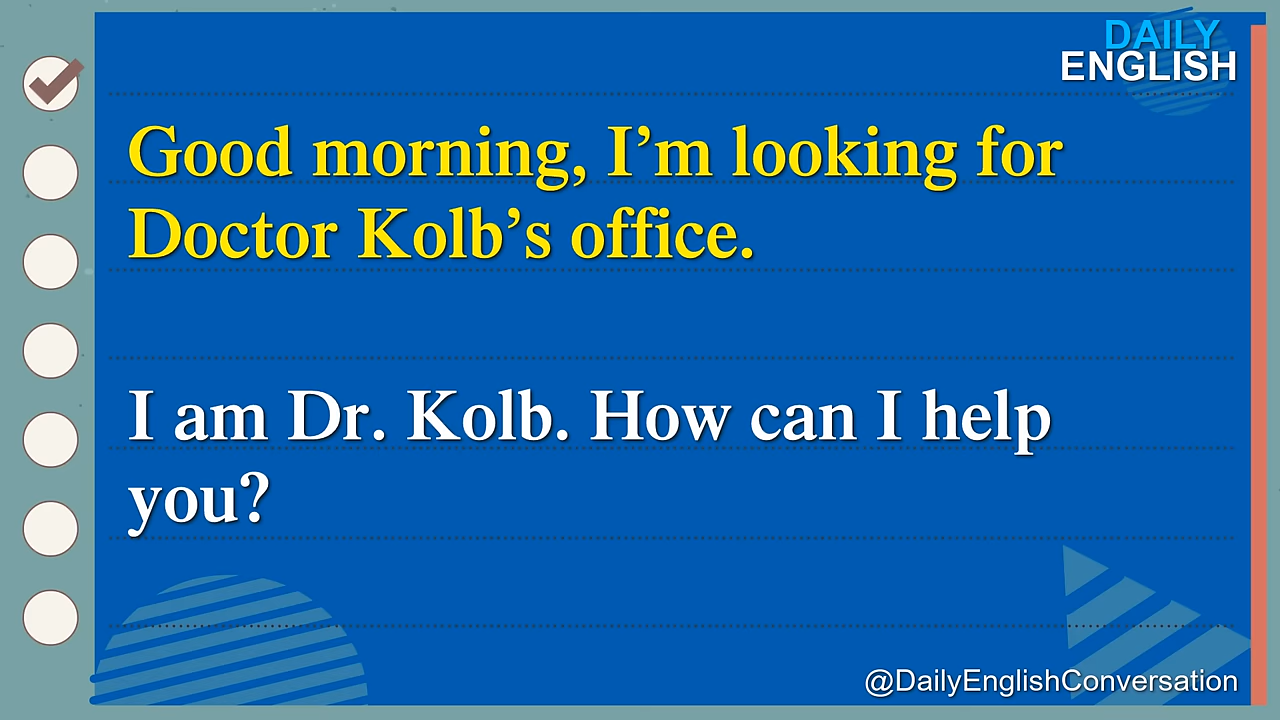 DAILY
ENGLISH
Good morning, I’m looking for
Doctor Kolb’s office.
I am Dr. Kolb. How can I help
you?
@DailyEnglishConversation